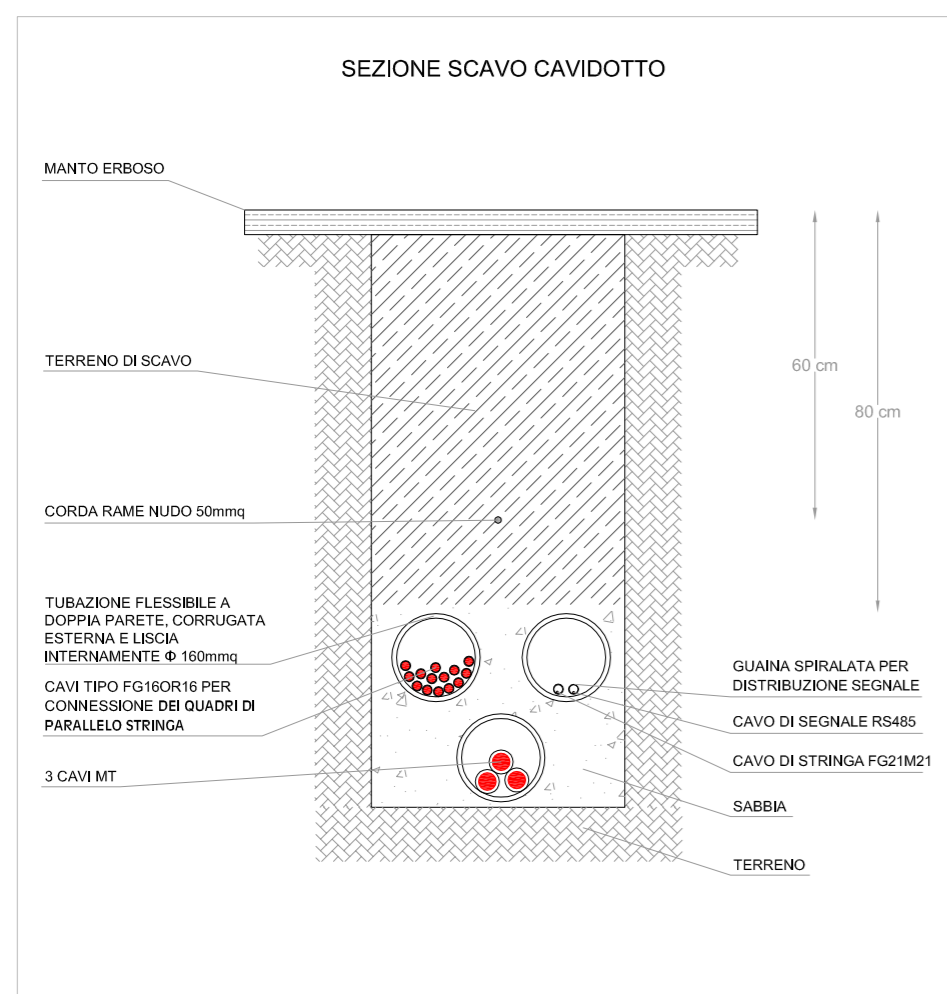 SEZIONE SCAVO CAVIDOTTO
MANTO ERBOSO
TERRENO DI SCAVO
60 cm
80 cm
CORDA RAME NUDO 50mmq
TUBAZIONE FLESSIBILE A
DOPPIA PARETE, CORRUGATA
ESTERNA E LISCIA
INTERNAMENTE Φ 160mmq
CAVI TIPO FG16OR16 PER
CONNESSIONE DEI QUADRI DI
PARALLELO STRINGA
3 CAVI MT
GUAINA SPIRALATA PER
DISTRIBUZIONE SEGNALE
CAVO DI SEGNALE RS485
CAVO DI STRINGA FG21M21
SABBIA
TERRENO